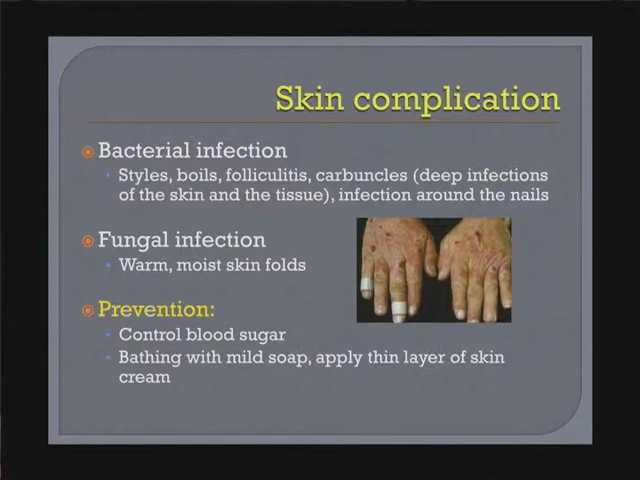 Skin complication
Bacterial infection
Styles, boils, folliculitis, carbuncles (deep infections
of the skin and the tissue), infection around the nails
Fungal infection
Warm, moist skin folds
Prevention:
Control blood sugar
Bathing with mild soap, apply thin layer of skin
cream